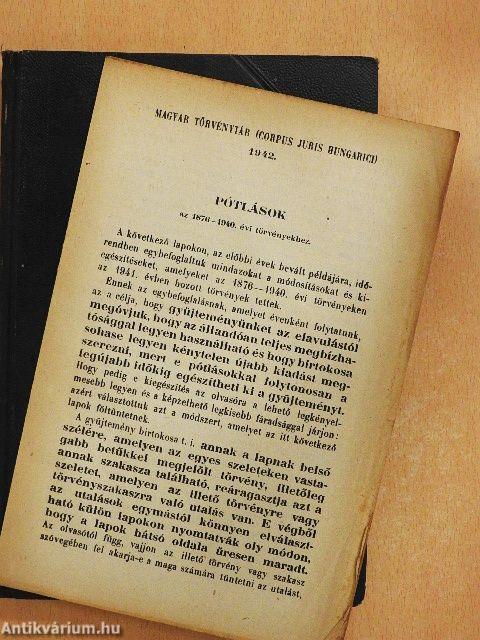 MAGYAR TÖRVÉNYTÁR (CORPUS JURIS HUNGARICI)
1942.
PÓTLÁSOK
az 1876–1940. évi törvényekhez.
A következő lapokon, az előbbi évek bevált példájára, idő-
rendben egybefoglaltuk mindazokat a módosításokat és ki-
egészítéseket, amelyeket az 1876—1940. évi törvényeken
az 1941. évben hozott törvények tettek.
Ennek az egybefoglalásnak, amelyet évenként folytatunk,
az a célja, hogy gyüjteményünket az elavulástól
megóvjuk, hogy az állandóan teljes megbízha-
tósággal legyen használható és hogy birtokosa
sohase legyen kénytelen újabb kiadást meg-
szerezni, mert e pótlásokkal folytonosan a
legújabb időkig egészítheti ki a gyüjteményt.
Hogy pedig e kiegészítés az olvasóra a lehető legkényel-
mesebb legyen és a képzelhető legkisebb fáradsággal járjon:
azért választottuk azt a módszert, amelyet az itt következő
lapok föltüntetnek.
A gyüjtemény birtokosa t. i. annak a lapnak belső
szélére, amelyen az egyes szeleteken vasta-
gabb betűkkel megjelölt törvény, illetőleg
annak szakasza található, reáragasztja azt a
szeletet, amelyen az illető törvényre vagy
törvényszakaszra való utalás van. E végből
az utalások egymástól könnyen elválaszt-
ható külön lapokon nyomtatvák oly módon,
hogy a lapok hátsó oldala üresen maradt.
Az olvasótól függ, vajjon az illető törvény vagy szakasz
szövegében fel akarja-e a maga számára tüntetni az utalást,
Antikvárium.hu